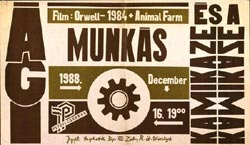 Film: Orwell - 1984 + Animal Farm
ÁG
MUNKÁS
ÉS A
KAMIKAZE
1988.
December
16. 19⁰⁰